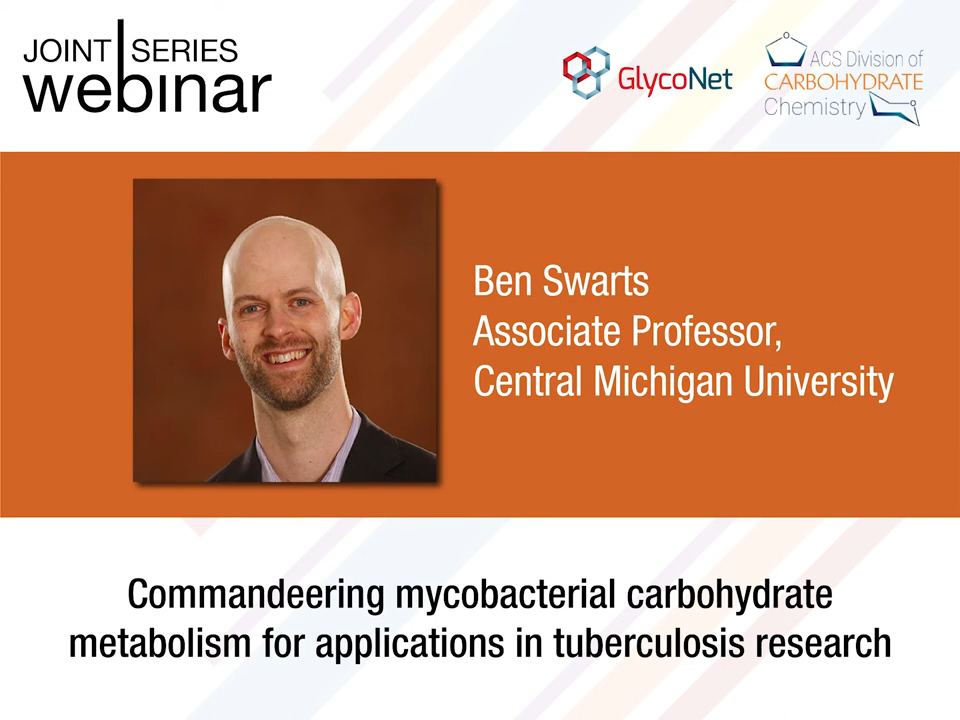 JOINT SERIES
webinar
GlycoNet
ACS Division of
CARBOHYDRATE
Chemistry
Ben Swarts
Associate Professor,
Central Michigan University
Commandeering mycobacterial carbohydrate
metabolism for applications in tuberculosis research